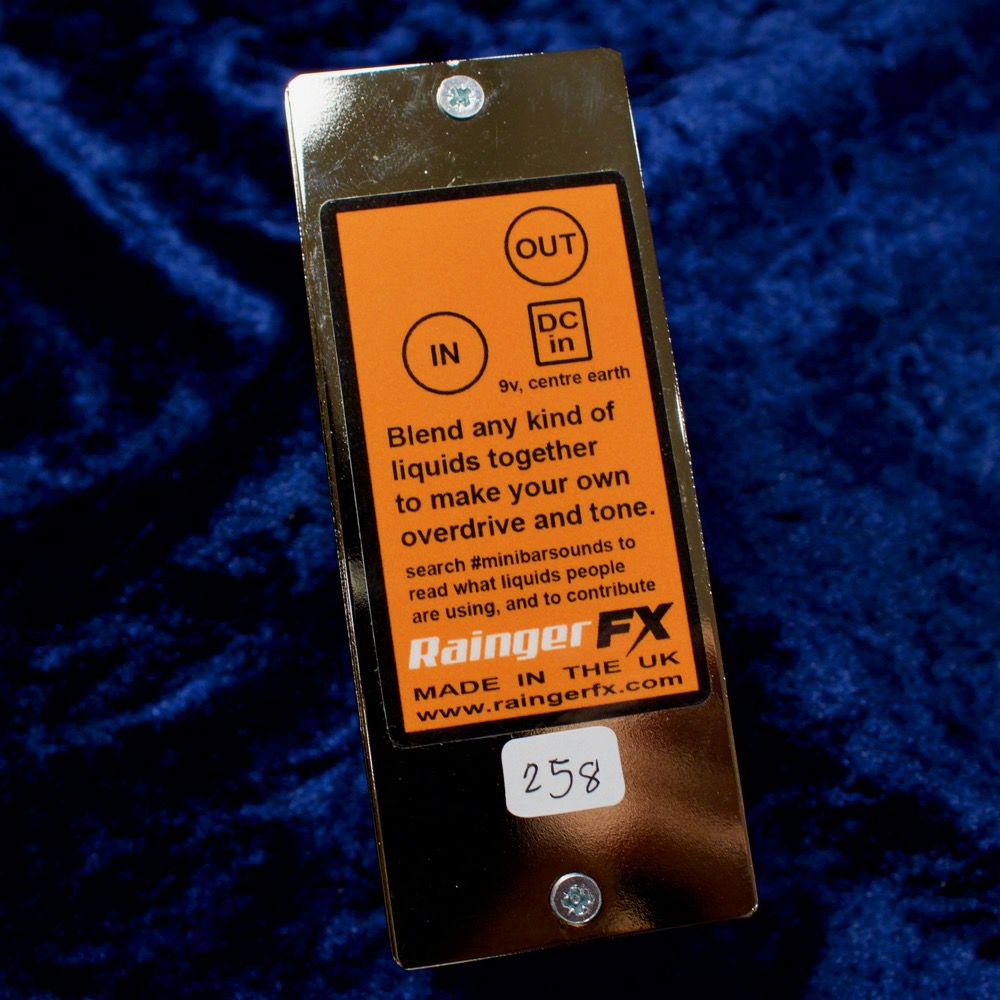 OUT
IN
DC
in
9v, centre earth
Blend any kind of
liquids together
to make your own
overdrive and tone.
search #minibarsounds to
read what liquids people
are using, and to contribute
Rainger FX
MADE IN THE UK
www.raingerfx.com
258